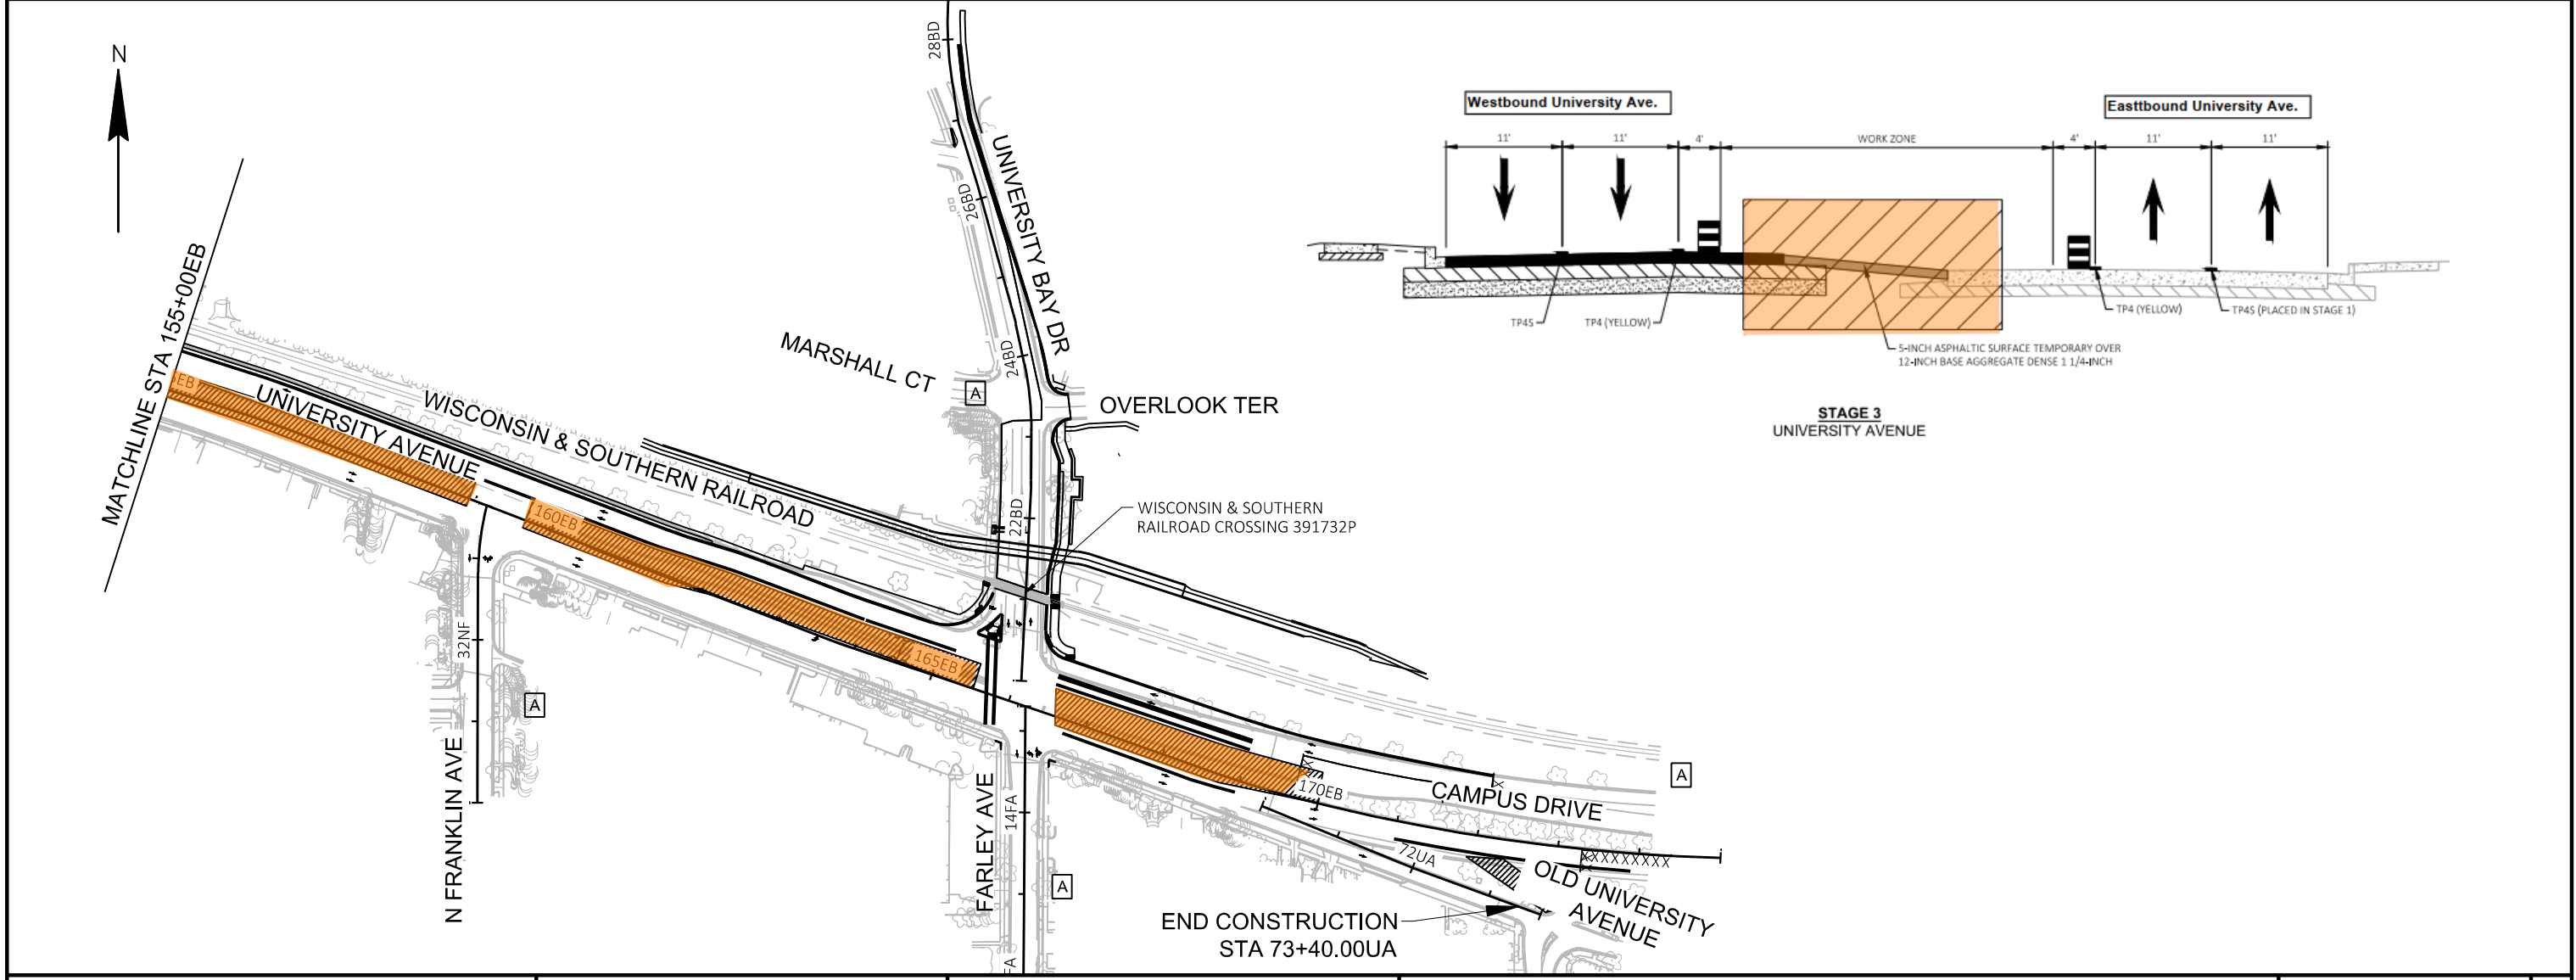 N
MATCHLINE STA 155+00EB
UNIVERSITY AVENUE
WISCONSIN & SOUTHERN RAILROAD
160EB
165EB
170EB
28BD
26BD
24BD
22BD
UNIVERSITY BAY DR
MARSHALL CT
A
OVERLOOK TER
WISCONSIN & SOUTHERN
RAILROAD CROSSING 391732P
32NF
A
N FRANKLIN AVE
FARLEY AVE
14FA
FA
A
CAMPUS DRIVE
A
72UA
OLD UNIVERSITY
AVENUE
END CONSTRUCTION
STA 73+40.00UA
Westbound University Ave.
Easttbound University Ave.
11'
11'
4'
WORK ZONE
4'
11'
11'
TP4S
TP4 (YELLOW)
TP4 (YELLOW)
TP4S (PLACED IN STAGE 1)
5-INCH ASPHALTIC SURFACE TEMPORARY OVER
12-INCH BASE AGGREGATE DENSE 1 1/4-INCH
STAGE 3
UNIVERSITY AVENUE